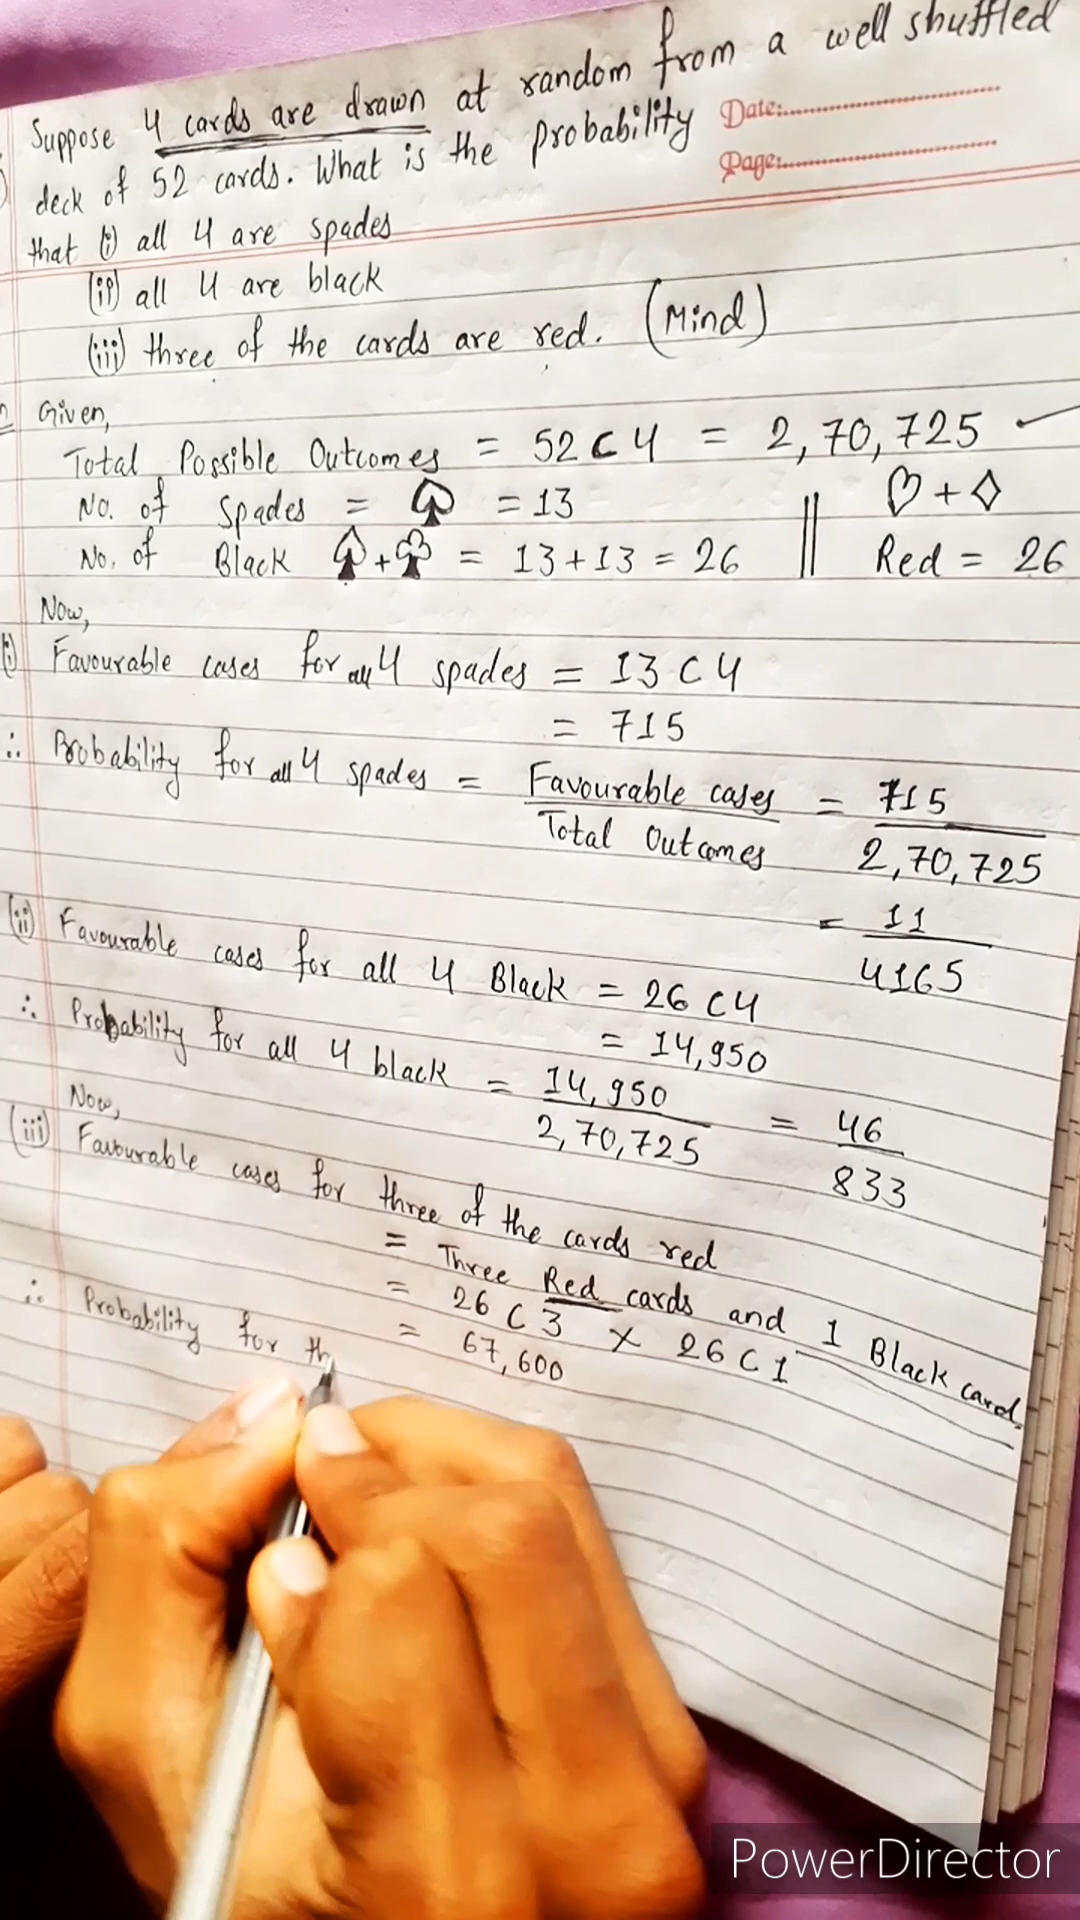 Suppose 4 cards are drawn at random from a well shuffled
deck of 52 cards. What is the probability
Date:
Page:
that (i) all 4 are spades
(ii) all 4 are black
(iii) three of the cards are red. (Mind)
Given,
Total Possible Outcomes = 52C4 = 2,70,725
No. of Spades = ♤ = 13
♡+♢
No. of Black ♤+♧ = 13+13 = 26 || Red = 26
Now,
(i) Favourable cases for all 4 spades = 13C4
= 715
∴ Probability for all 4 spades = Favourable cases / Total Outcomes = 715 / 2,70,725
= 11 / 4165
(ii) Favourable cases for all 4 Black = 26C4
= 14,950
∴ Probability for all 4 black = 14,950 / 2,70,725 = 46 / 833
Now,
(iii) Favourable cases for three of the cards red
= Three Red cards and 1 Black card.
= 26C3 × 26C1
= 67,600
∴ Probability for th
PowerDirector